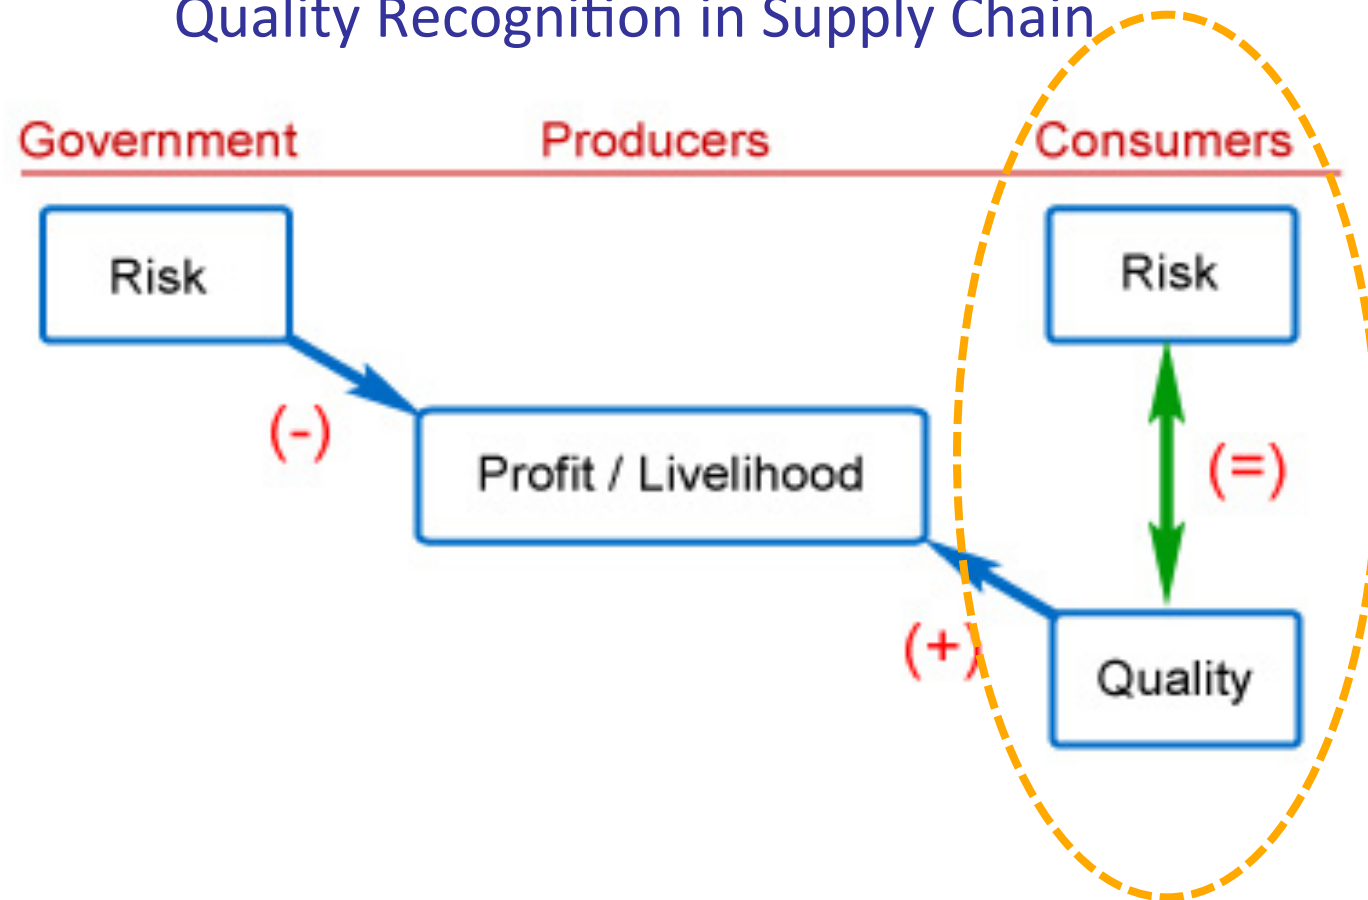 Quality Recognition in Supply Chain
Government Producers Consumers
Risk Risk
(-)
Profit / Livelihood
(=)
(+)
Quality